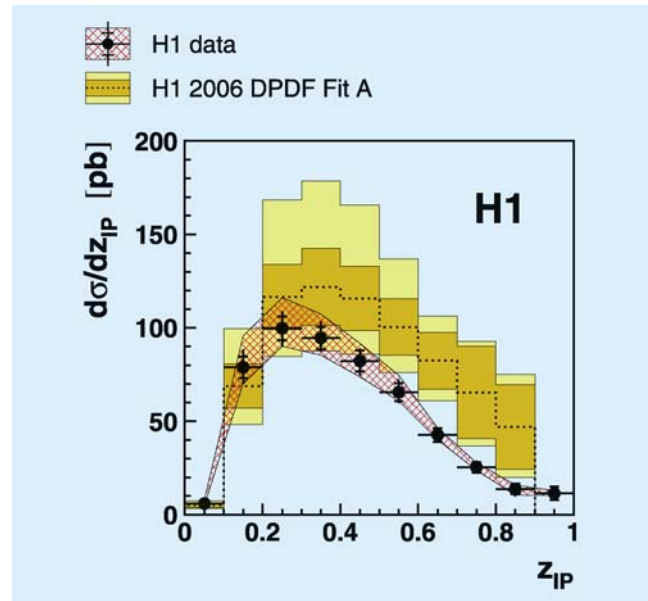 H1 data
H1 2006 DPDF Fit A
dσ/dz_IP [pb]
200
150
100
50
0
H1
0 0.2 0.4 0.6 0.8 1
z_IP